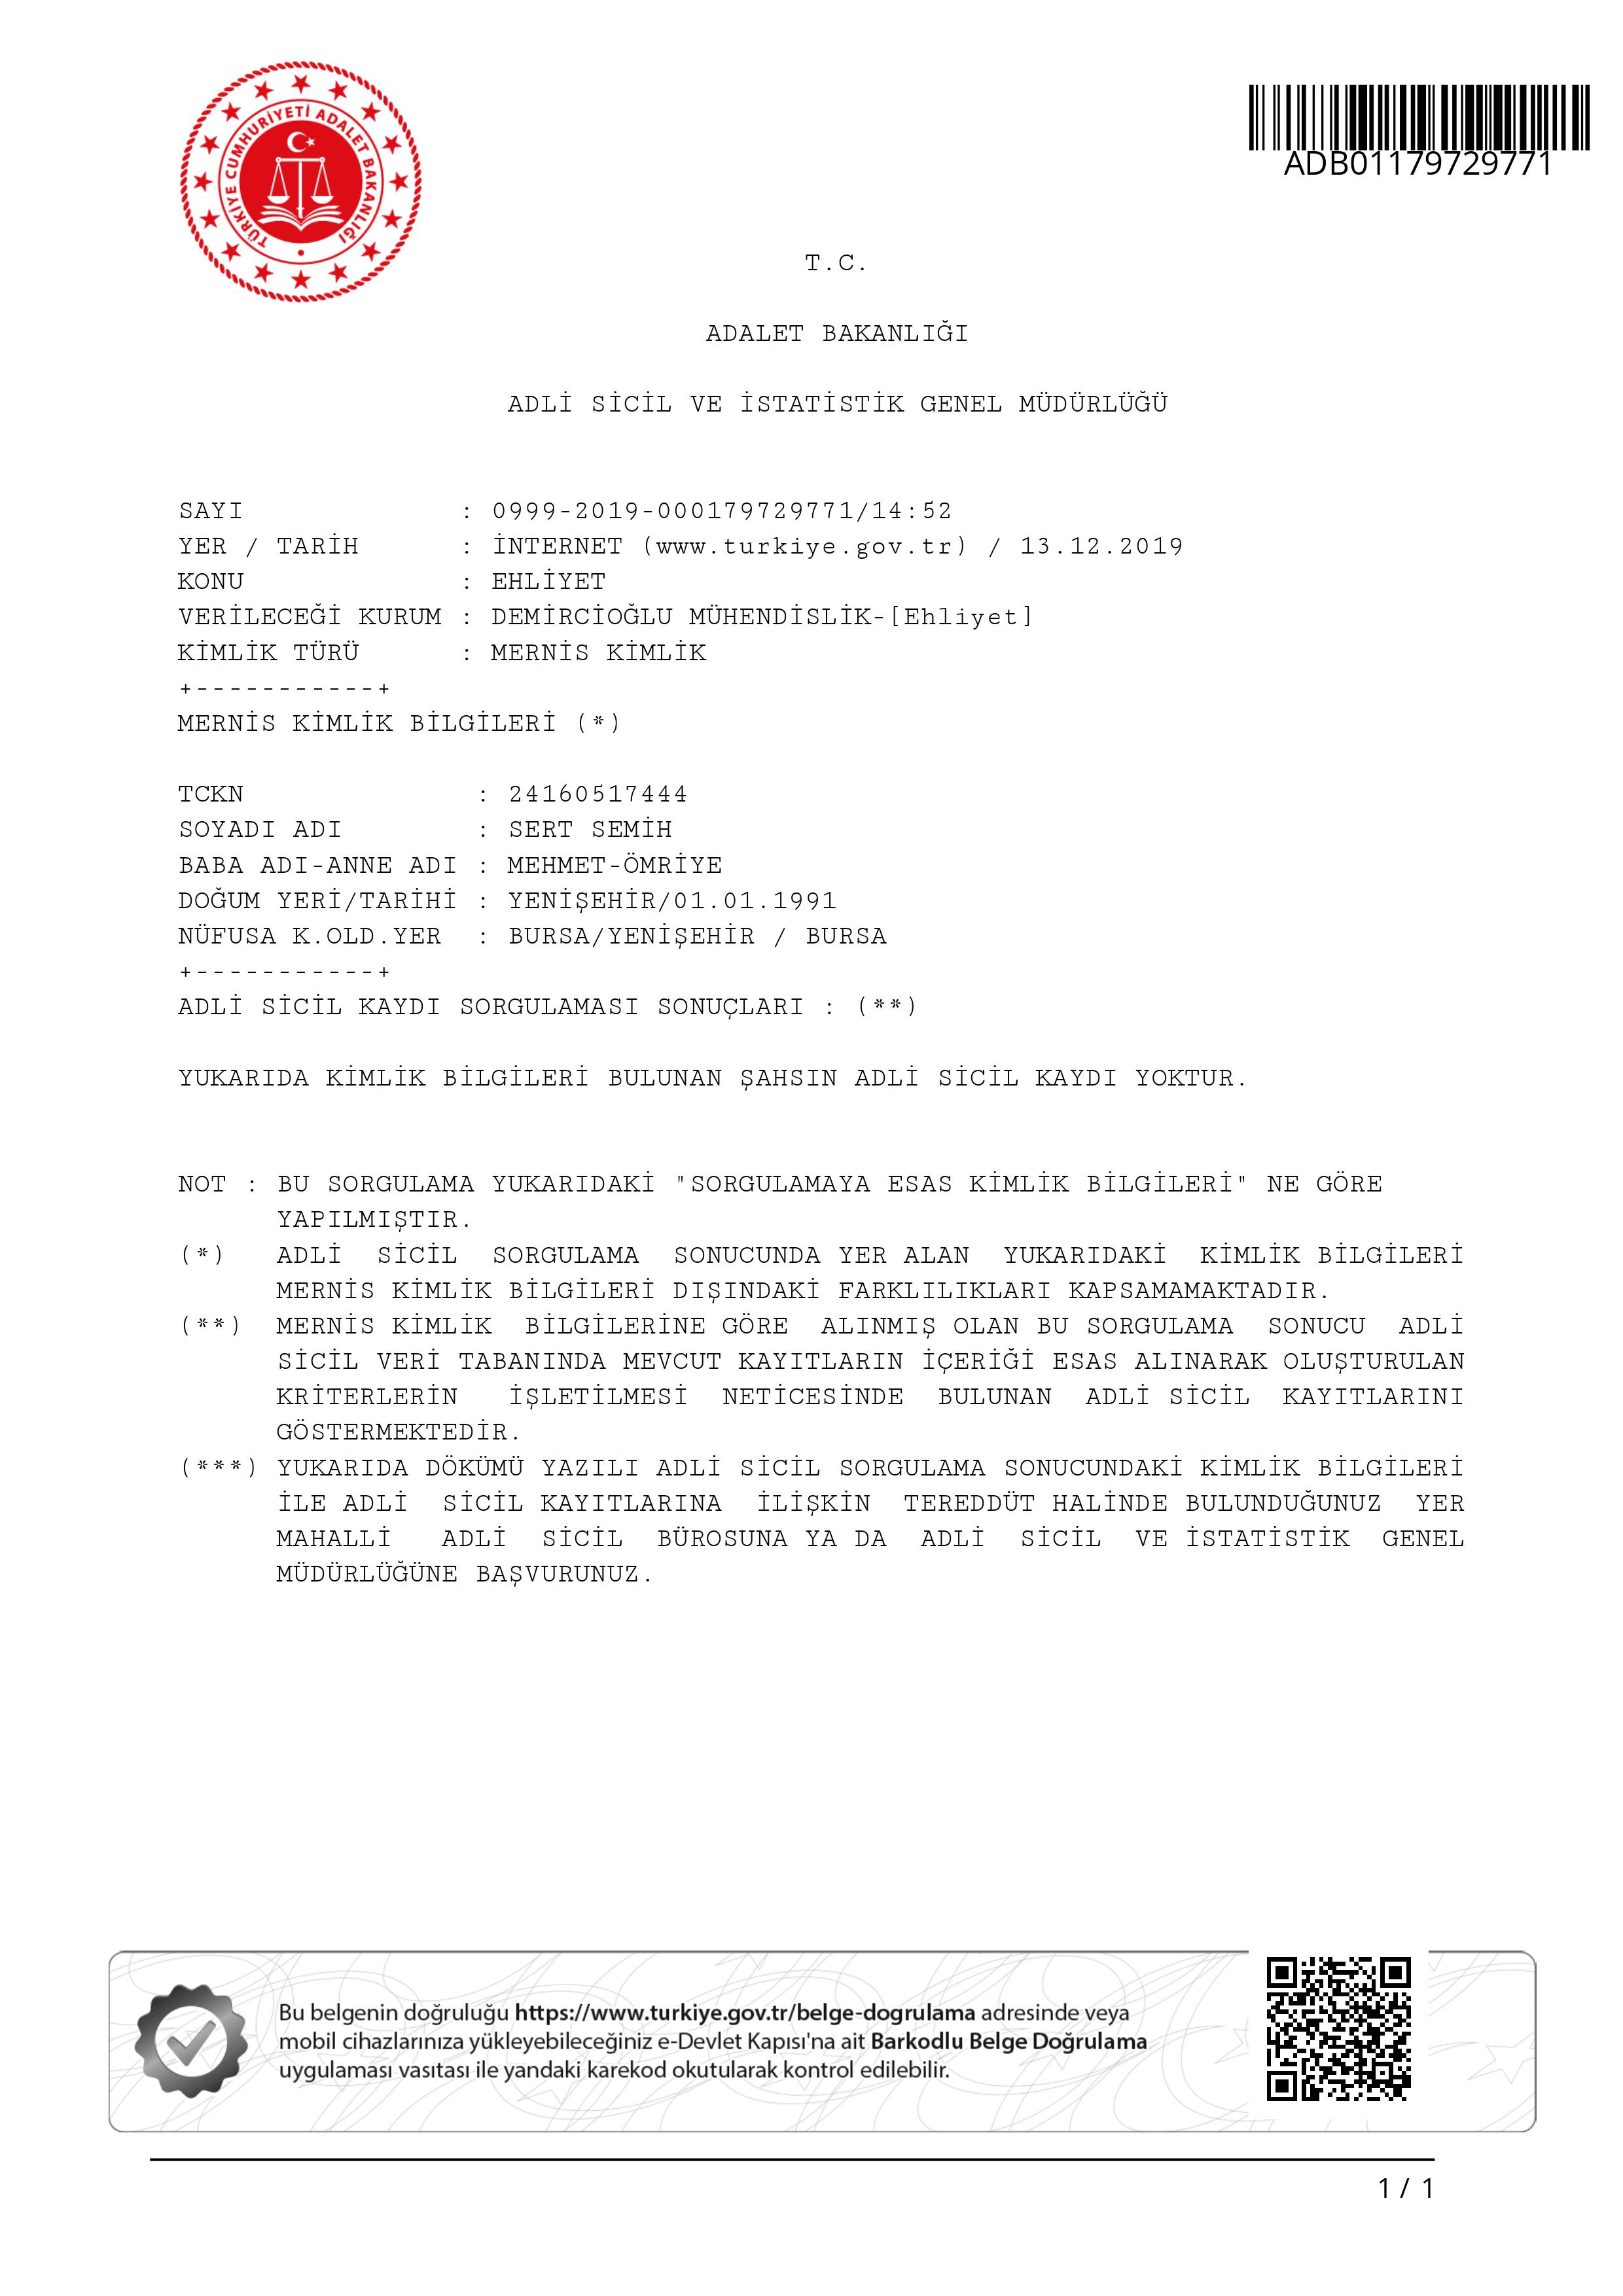 TÜRKİYE CUMHURİYETİ ADALET BAKANLIĞI
ADB01179729771
T.C.
ADALET BAKANLIĞI
ADLİ SİCİL VE İSTATİSTİK GENEL MÜDÜRLÜĞÜ
SAYI : 0999-2019-000179729771/14:52
YER / TARİH : İNTERNET (www.turkiye.gov.tr) / 13.12.2019
KONU : EHLİYET
VERİLECEĞİ KURUM : DEMİRCİOĞLU MÜHENDİSLİK-[Ehliyet]
KİMLİK TÜRÜ : MERNİS KİMLİK
+-----------+
MERNİS KİMLİK BİLGİLERİ (*)
TCKN : 24160517444
SOYADI ADI : SERT SEMİH
BABA ADI-ANNE ADI : MEHMET-ÖMRİYE
DOĞUM YERİ/TARİHİ : YENİŞEHİR/01.01.1991
NÜFUSA K.OLD.YER : BURSA/YENİŞEHİR / BURSA
+-----------+
ADLİ SİCİL KAYDI SORGULAMASI SONUÇLARI : (**)
YUKARIDA KİMLİK BİLGİLERİ BULUNAN ŞAHSIN ADLİ SİCİL KAYDI YOKTUR.
NOT : BU SORGULAMA YUKARIDAKİ "SORGULAMAYA ESAS KİMLİK BİLGİLERİ" NE GÖRE
YAPILMIŞTIR.
(*) ADLİ SİCİL SORGULAMA SONUCUNDA YER ALAN YUKARIDAKİ KİMLİK BİLGİLERİ
MERNİS KİMLİK BİLGİLERİ DIŞINDAKİ FARKLILIKLARI KAPSAMAMAKTADIR.
(**) MERNİS KİMLİK BİLGİLERİNE GÖRE ALINMIŞ OLAN BU SORGULAMA SONUCU ADLİ
SİCİL VERİ TABANINDA MEVCUT KAYITLARIN İÇERİĞİ ESAS ALINARAK OLUŞTURULAN
KRİTERLERİN İŞLETİLMESİ NETİCESİNDE BULUNAN ADLİ SİCİL KAYITLARINI
GÖSTERMEKTEDİR.
(***) YUKARIDA DÖKÜMÜ YAZILI ADLİ SİCİL SORGULAMA SONUCUNDAKİ KİMLİK BİLGİLERİ
İLE ADLİ SİCİL KAYITLARINA İLİŞKİN TEREDDÜT HALİNDE BULUNDUĞUNUZ YER
MAHALLİ ADLİ SİCİL BÜROSUNA YA DA ADLİ SİCİL VE İSTATİSTİK GENEL
MÜDÜRLÜĞÜNE BAŞVURUNUZ.
Bu belgenin doğruluğu https://www.turkiye.gov.tr/belge-dogrulama adresinde veya
mobil cihazlarınıza yükleyebileceğiniz e-Devlet Kapısı'na ait Barkodlu Belge Doğrulama
uygulaması vasıtası ile yandaki karekod okutularak kontrol edilebilir.
1 / 1